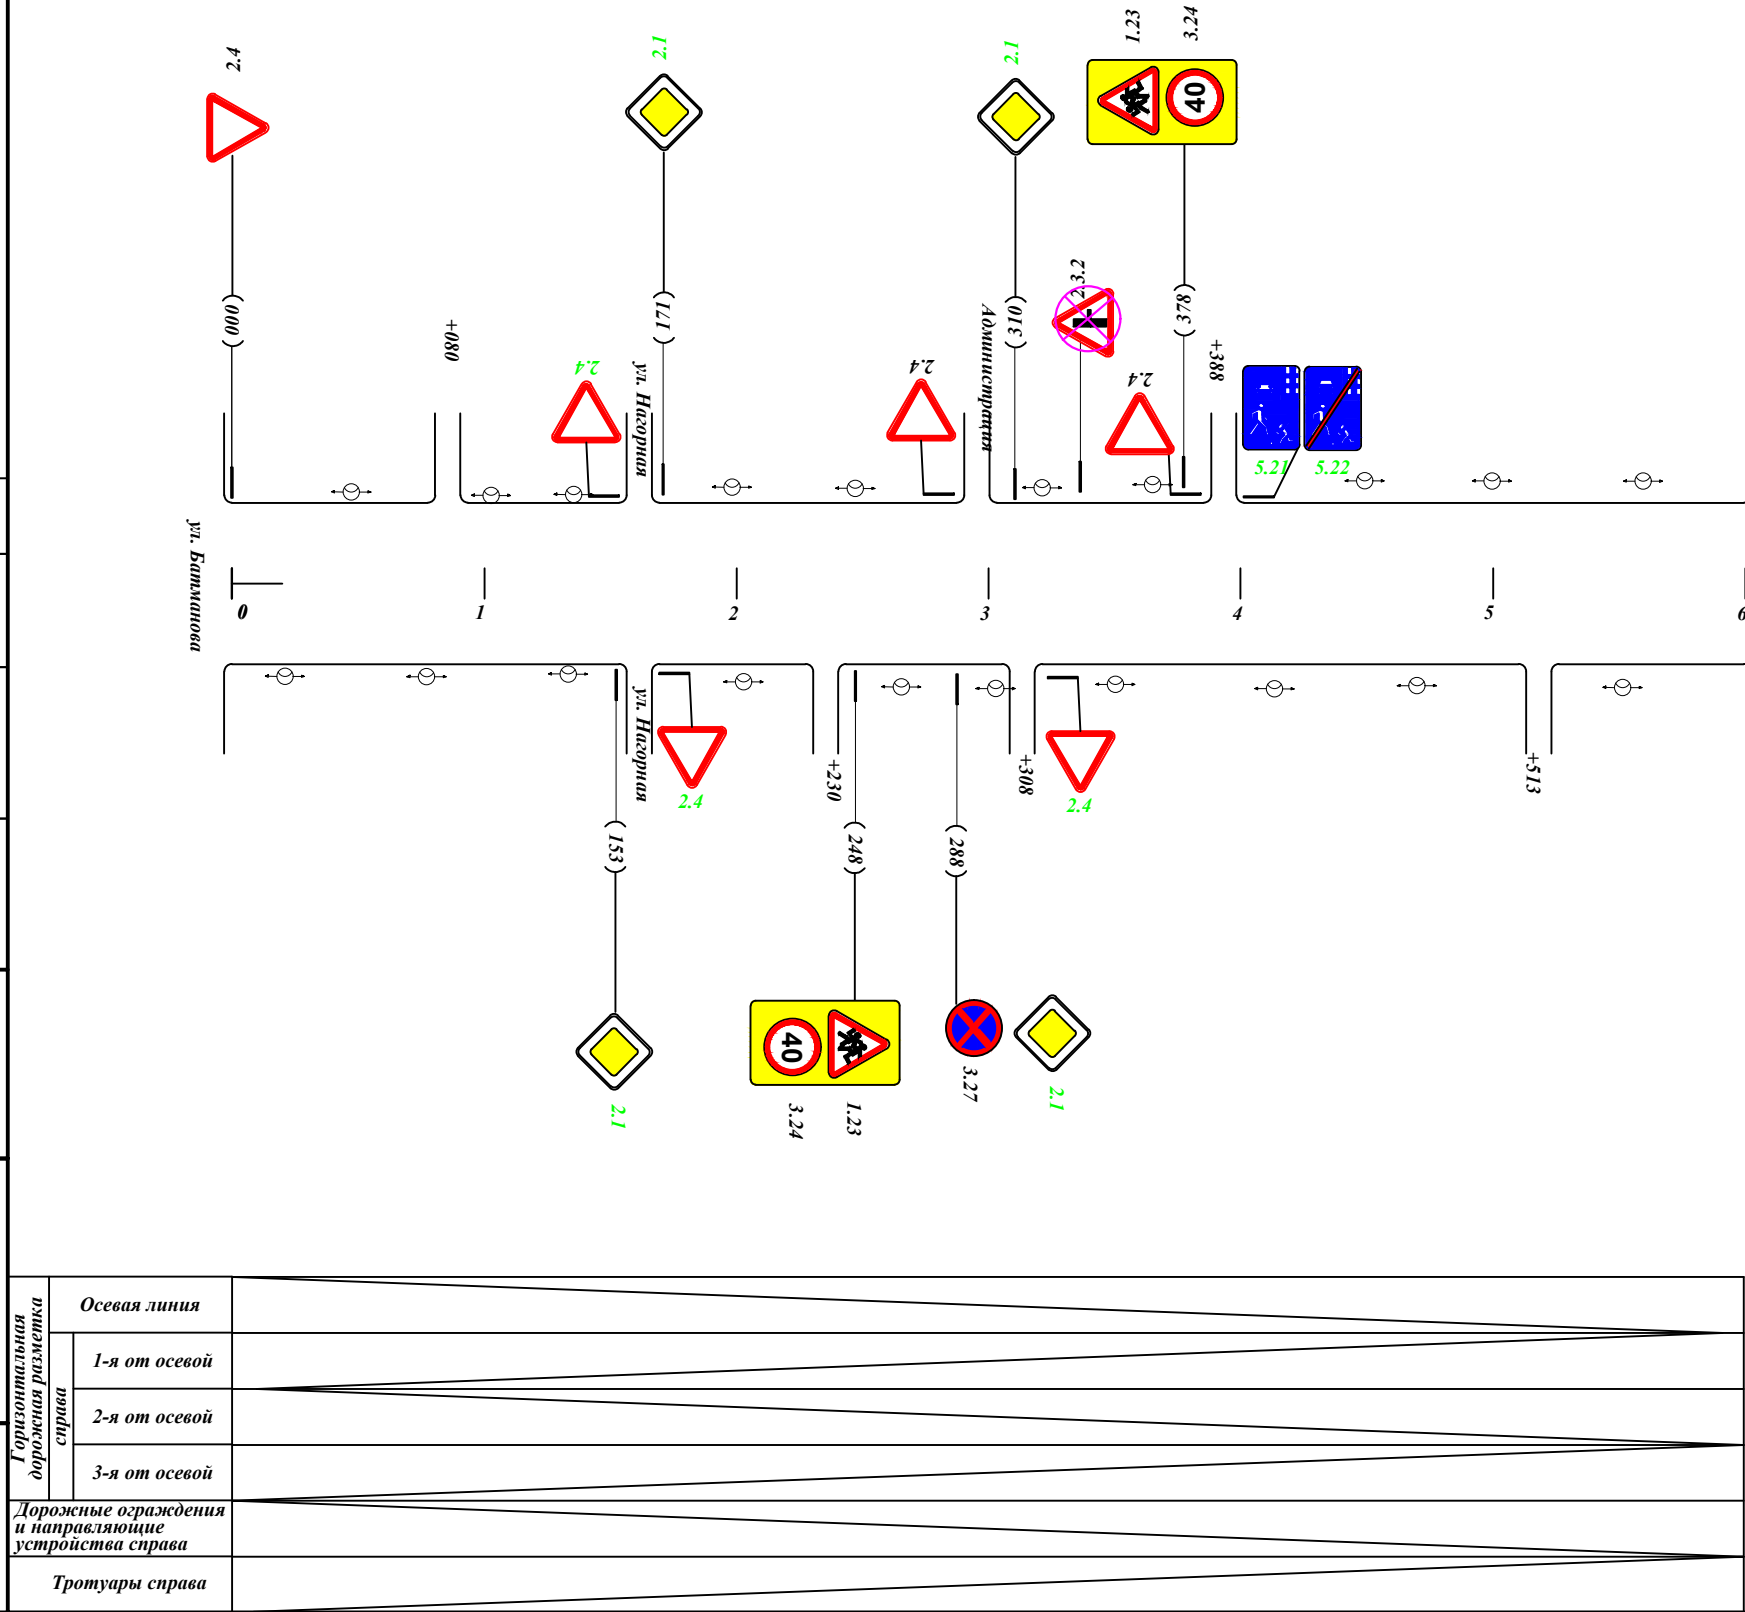 2.4
2.1
2.1
1.23
3.24
40
(000)
+080
(171)
(310)
2.3.2
(378)
+388
2.4
ул. Нагорная
2.4
Администрация
2.4
5.21
5.22
ул. Батманова
0
1
2
3
4
5
6
ул. Нагорная
2.4
+230
+308
2.4
+513
(153)
(248)
(288)
40
2.1
3.24
1.23
3.27
2.1
Горизонтальная
дорожная разметка
справа
Осевая линия
1-я от осевой
2-я от осевой
3-я от осевой
Дорожные ограждения
и направляющие
устройства справа
Тротуары справа